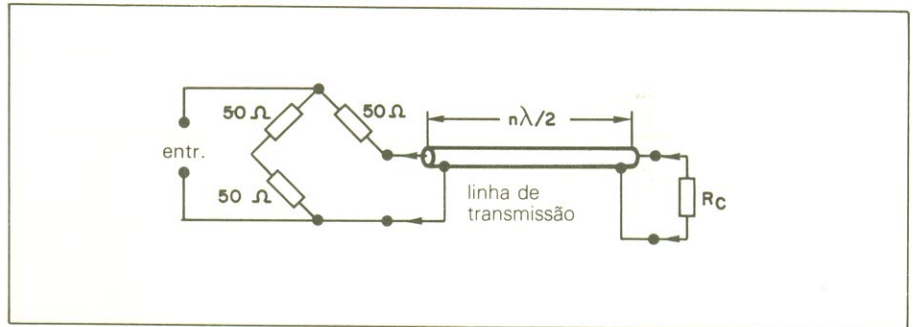 50 Ω
50 Ω
nλ/2
entr.
50 Ω
linha de
transmissão
RC